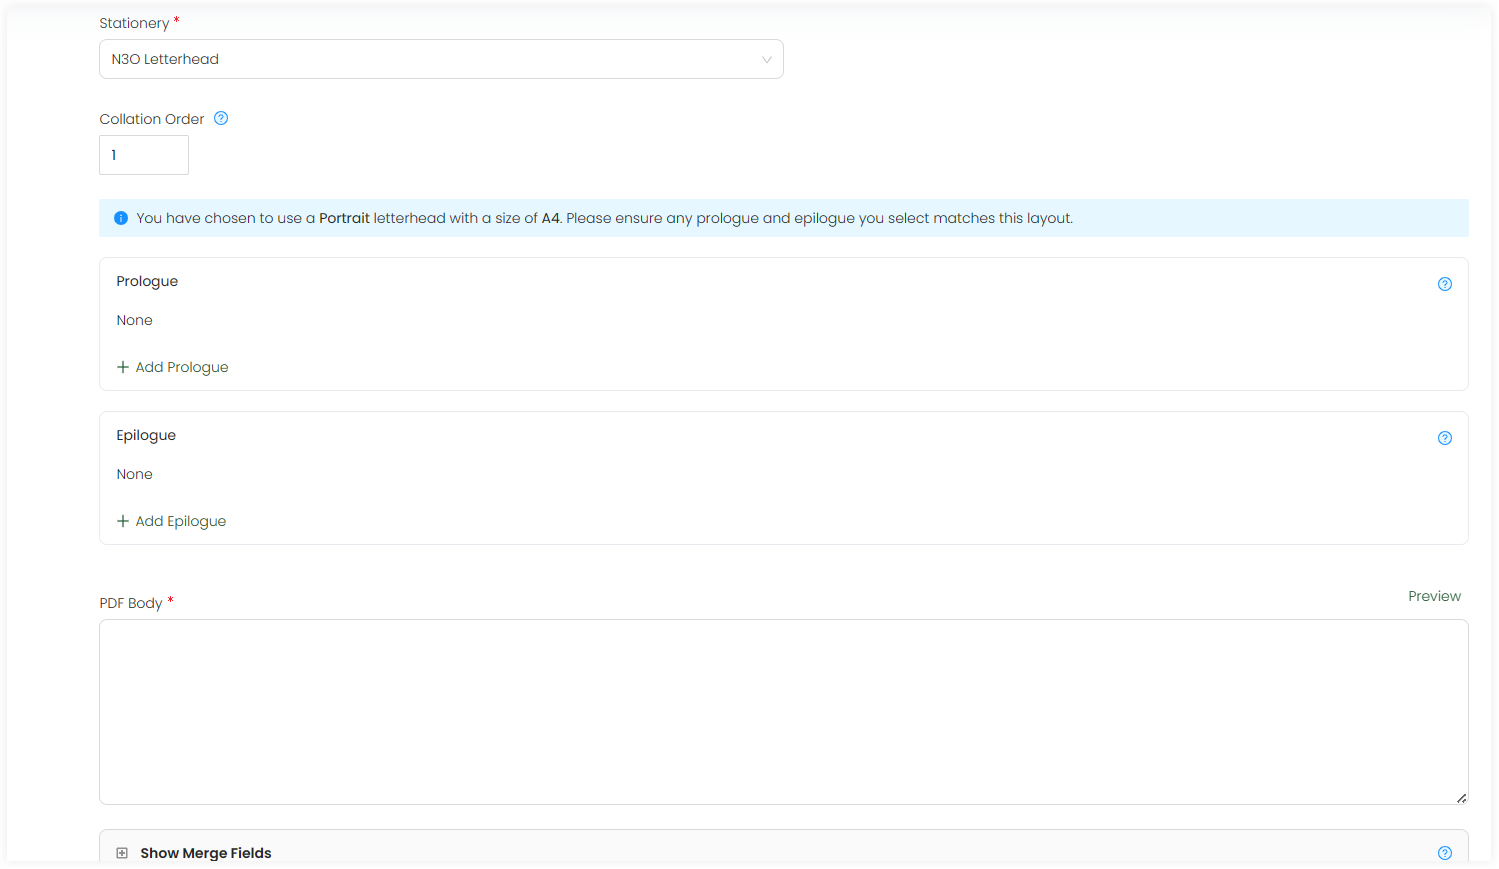 Stationery *
N3O Letterhead
Collation Order
1
You have chosen to use a Portrait letterhead with a size of A4. Please ensure any prologue and epilogue you select matches this layout.
Prologue
None
+ Add Prologue
Epilogue
None
+ Add Epilogue
Preview
PDF Body *
Show Merge Fields